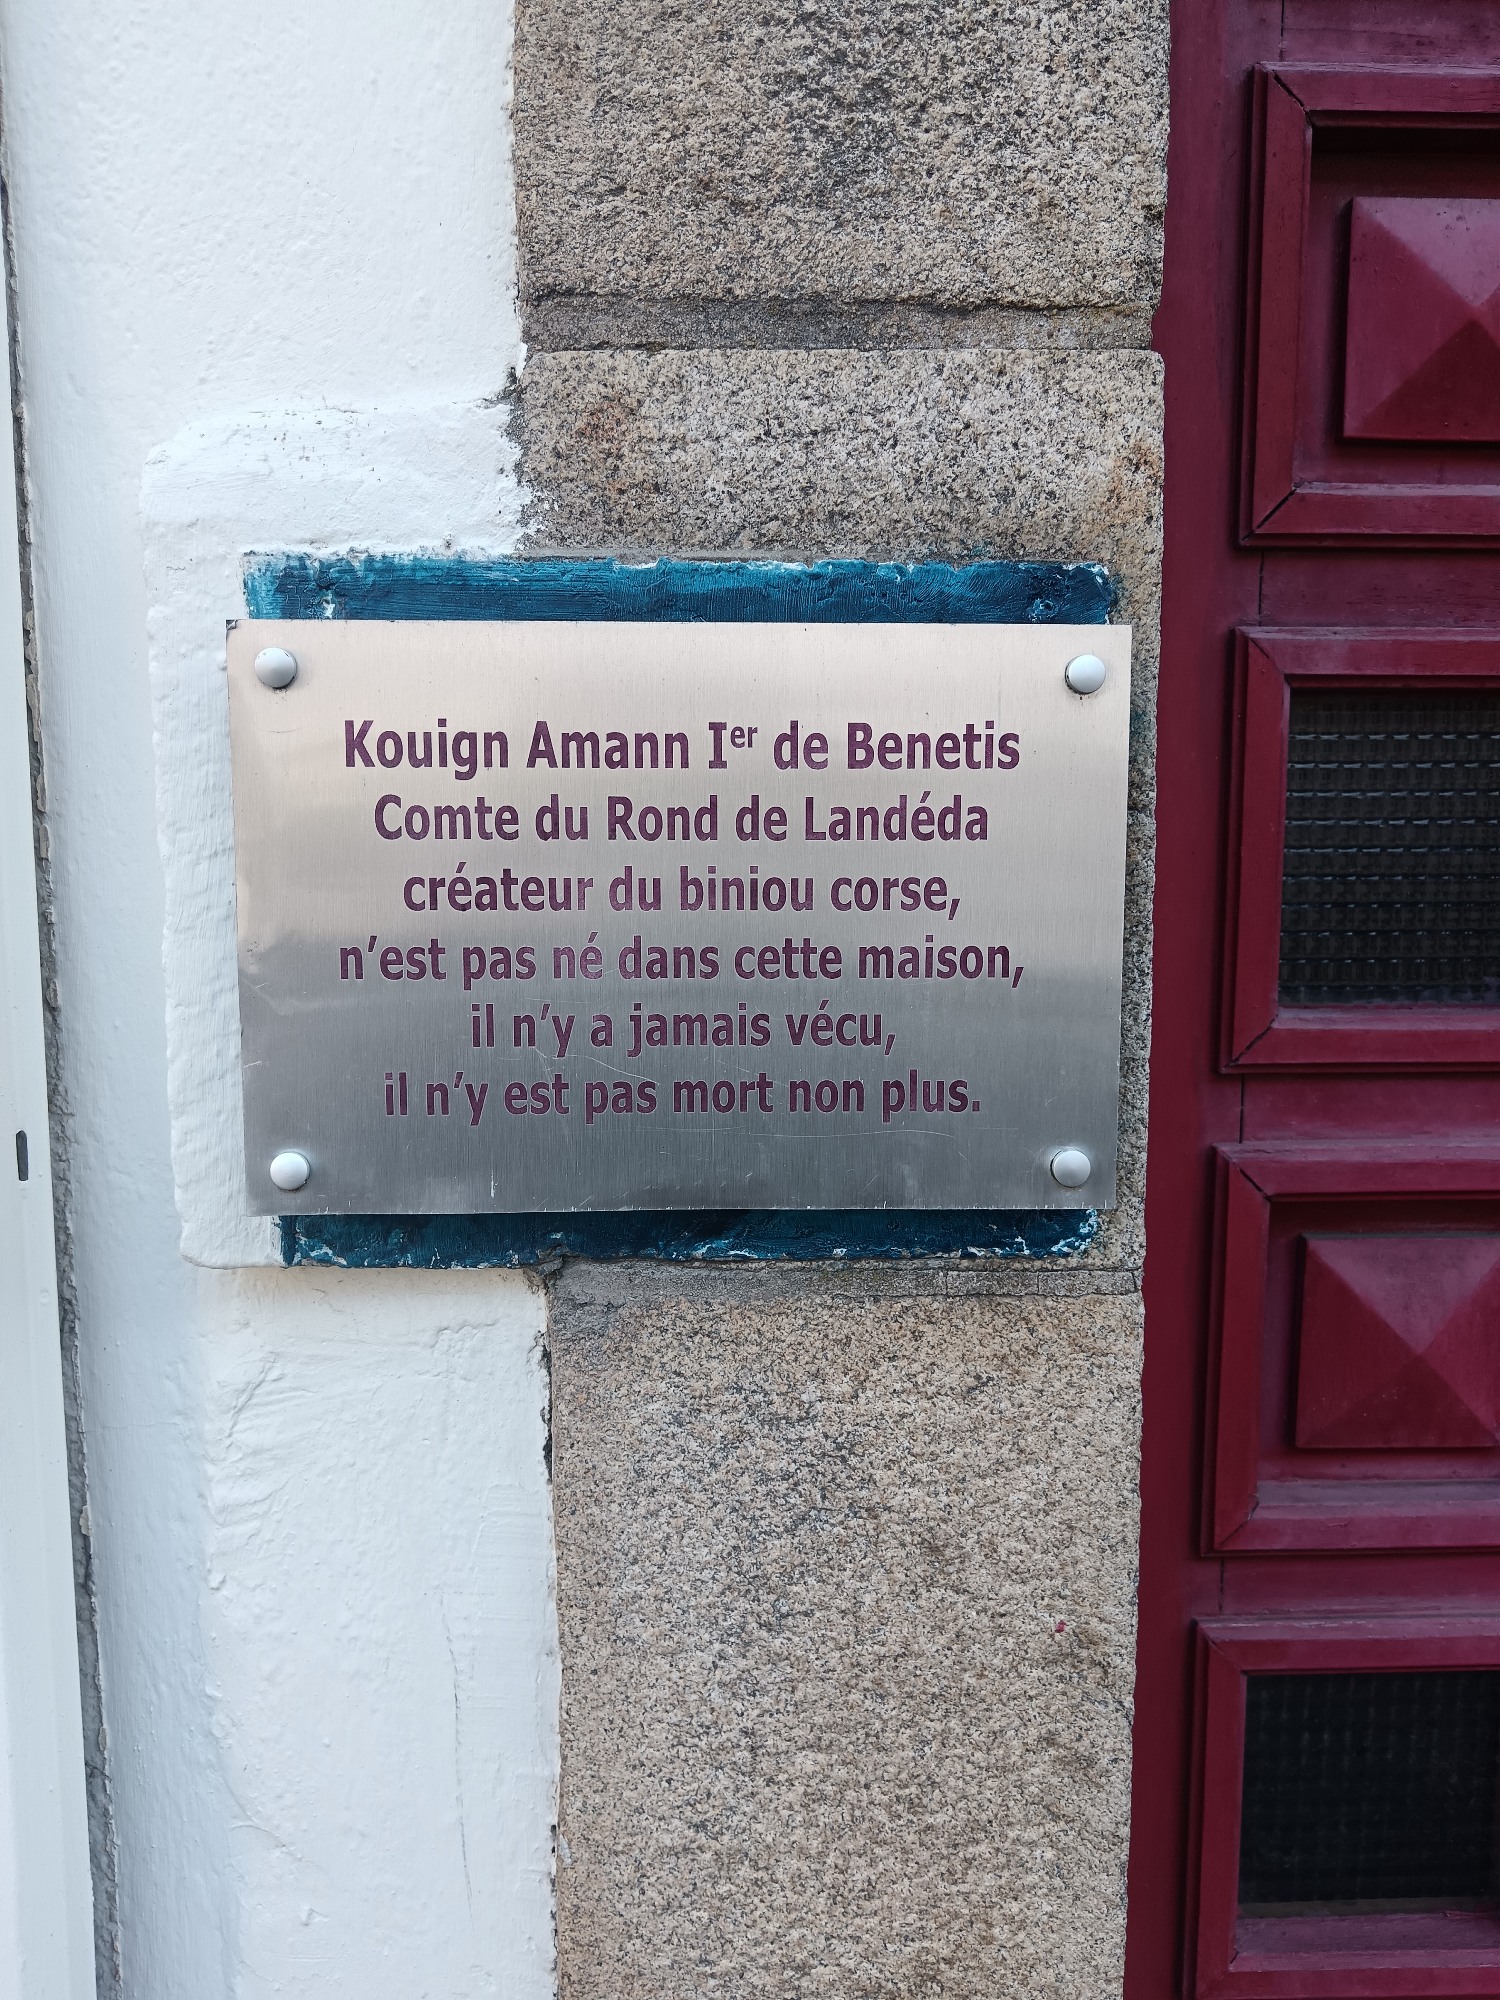 Kouign Amann Ier de Benetis
Comte du Rond de Landéda
créateur du biniou corse,
n'est pas né dans cette maison,
il n'y a jamais vécu,
il n'y est pas mort non plus.